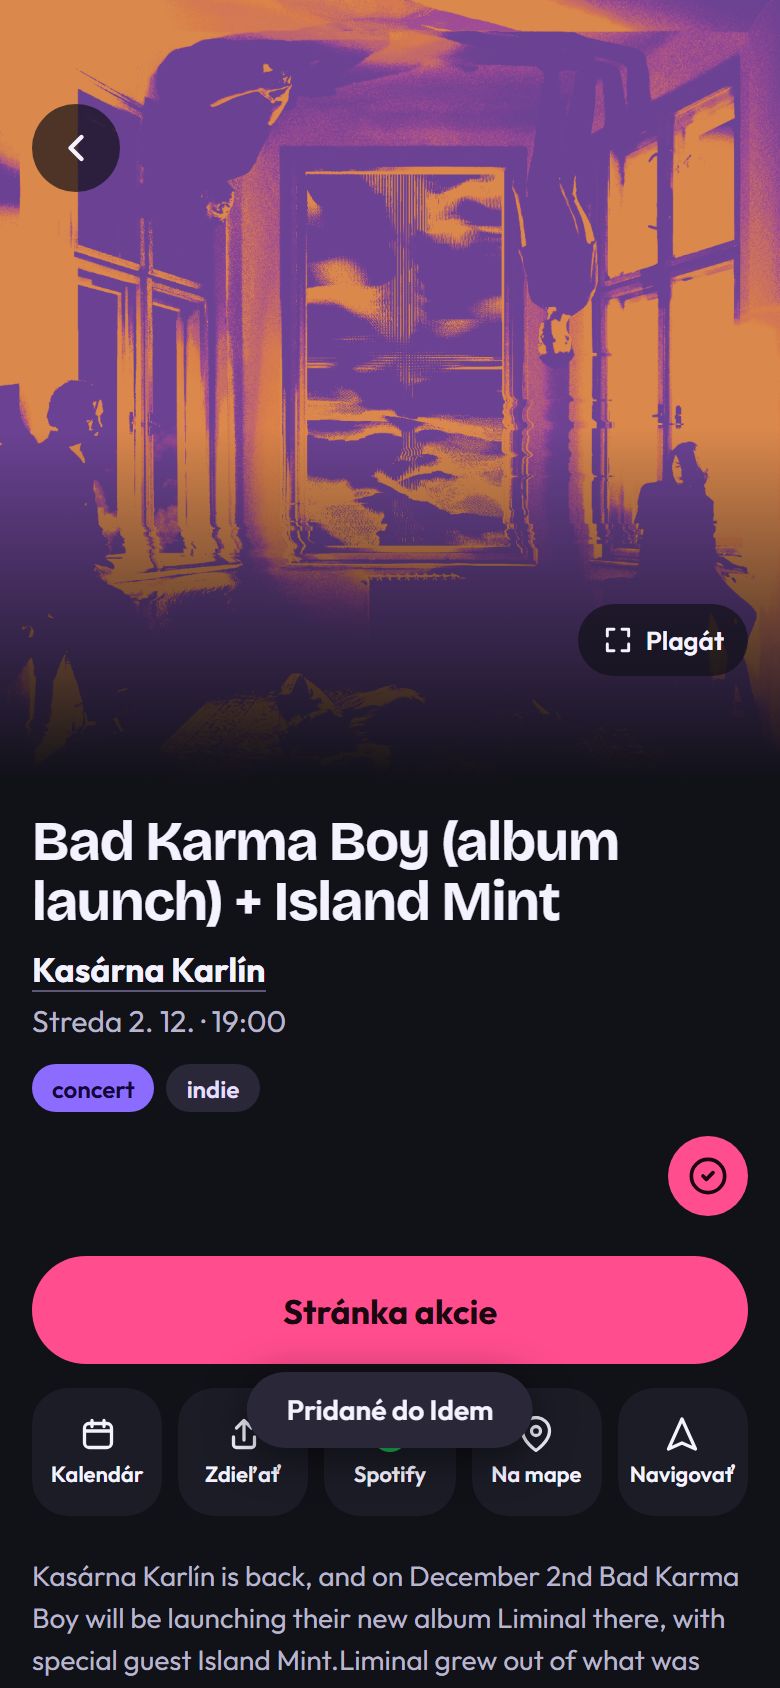 Plagát
Bad Karma Boy (album
launch) + Island Mint
Kasárna Karlín
Streda 2. 12. · 19:00
concert
indie
Stránka akcie
Pridané do Idem
Kalendár
Zdieľať
Spotify
Na mape
Navigovať
Kasárna Karlín is back, and on December 2nd Bad Karma
Boy will be launching their new album Liminal there, with
special guest Island Mint.Liminal grew out of what was